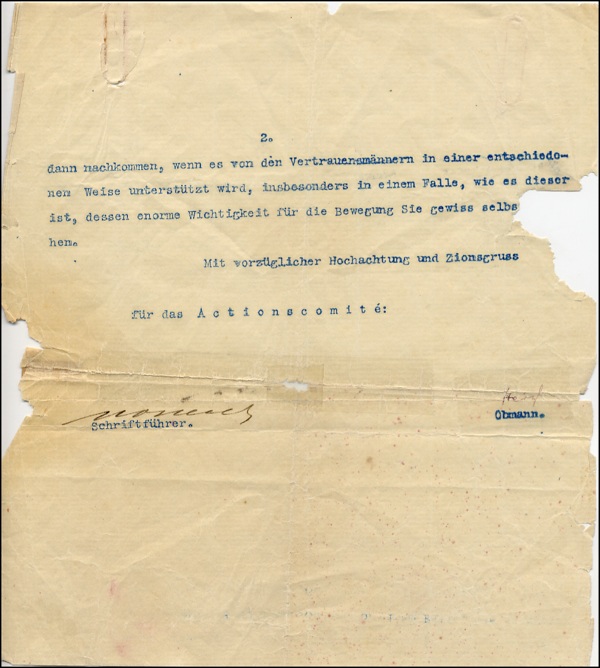 2.
dann nachkommen, wenn es von den Vertrauensmännern in einer entschiede-
nen Weise unterstützt wird, insbesonders in einem Falle, wie es dieser
ist, dessen enorme Wichtigkeit für die Bewegung Sie gewiss selbs
hen.
Mit vorzüglicher Hochachtung und Zionsgruss
für das Actionscomité:
Schriftführer.
Obmann.